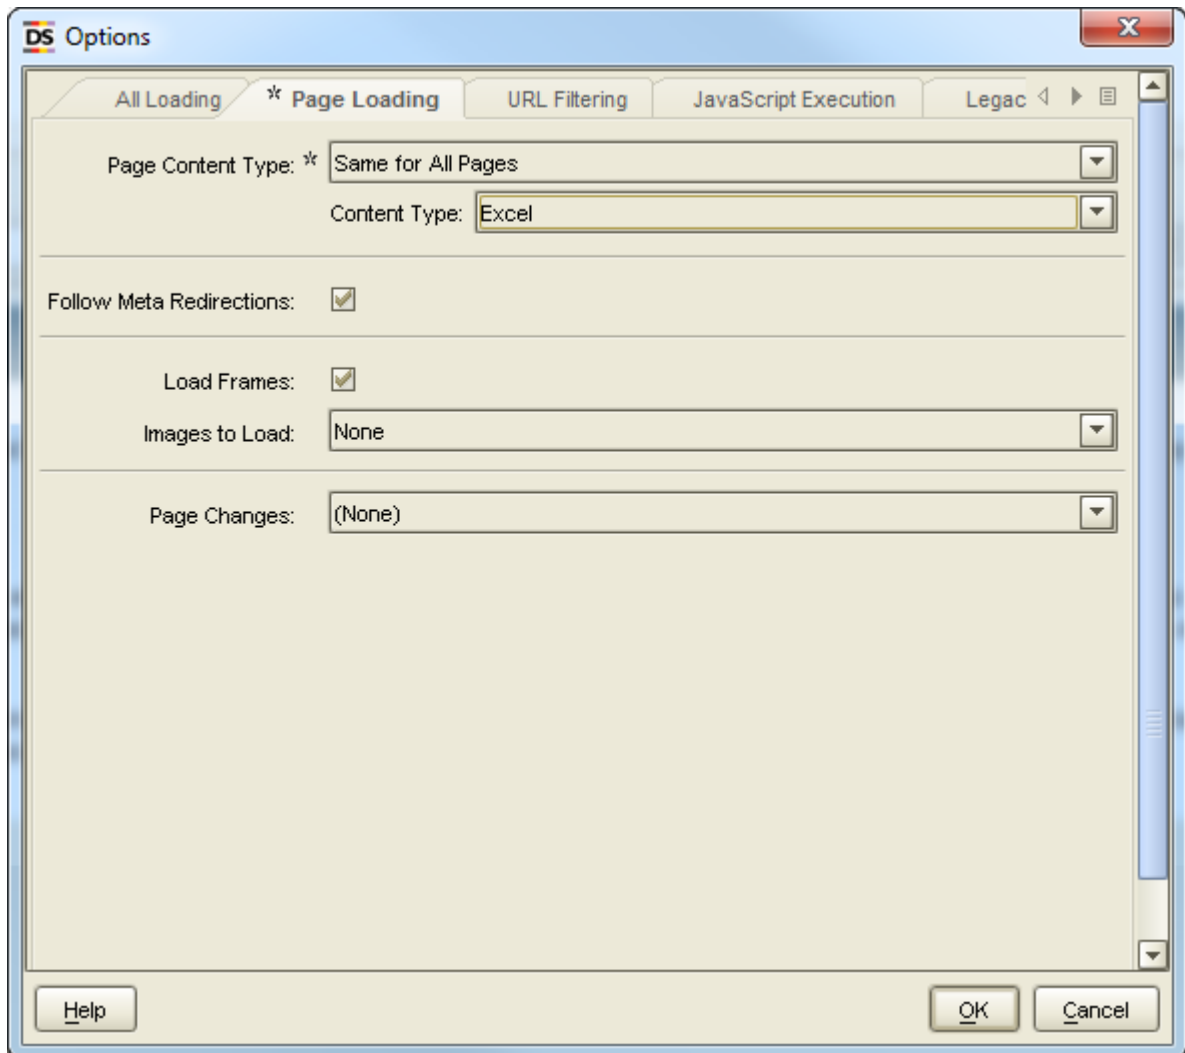 DS Options
All Loading * Page Loading URL Filtering JavaScript Execution Legac
Page Content Type: * Same for All Pages
Content Type: Excel
Follow Meta Redirections:
Load Frames:
Images to Load: None
Page Changes: (None)
Help OK Cancel